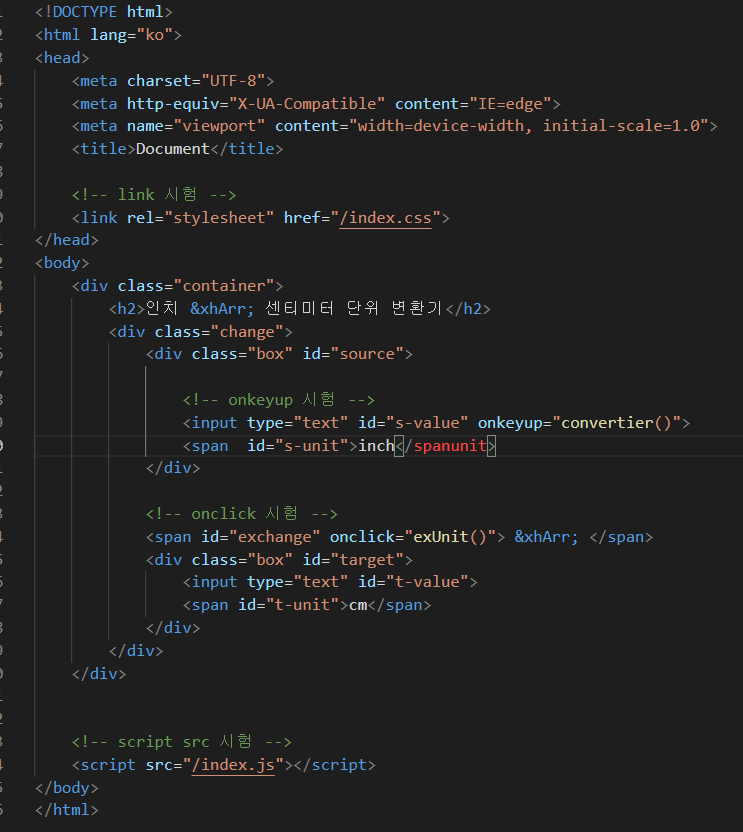 <!DOCTYPE html>
<html lang="ko">
<head>
    <meta charset="UTF-8">
    <meta http-equiv="X-UA-Compatible" content="IE=edge">
    <meta name="viewport" content="width=device-width, initial-scale=1.0">
    <title>Document</title>

    <!-- link 시험 -->
    <link rel="stylesheet" href="/index.css">
</head>
<body>
    <div class="container">
        <h2>인치 &xhArr; 센티미터 단위 변환기</h2>
        <div class="change">
            <div class="box" id="source">

                <!-- onkeyup 시험 -->
                <input type="text" id="s-value" onkeyup="convertier()">
                <span  id="s-unit">inch</spanunit>
            </div>

            <!-- onclick 시험 -->
            <span id="exchange" onclick="exUnit()"> &xhArr; </span>
            <div class="box" id="target">
                <input type="text" id="t-value">
                <span id="t-unit">cm</span>
            </div>
        </div>
    </div>


    <!-- script src 시험 -->
    <script src="/index.js"></script>
</body>
</html>